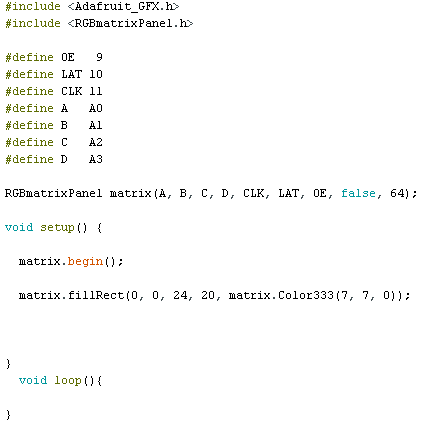 #include <Adafruit_GFX.h>
#include <RGBmatrixPanel.h>
#define OE   9
#define LAT 10
#define CLK 11
#define A   A0
#define B   A1
#define C   A2
#define D   A3
RGBmatrixPanel matrix(A, B, C, D, CLK, LAT, OE, false, 64);
void setup() {
  matrix.begin();
  matrix.fillRect(0, 0, 24, 20, matrix.Color333(7, 7, 0));
}
  void loop(){
}